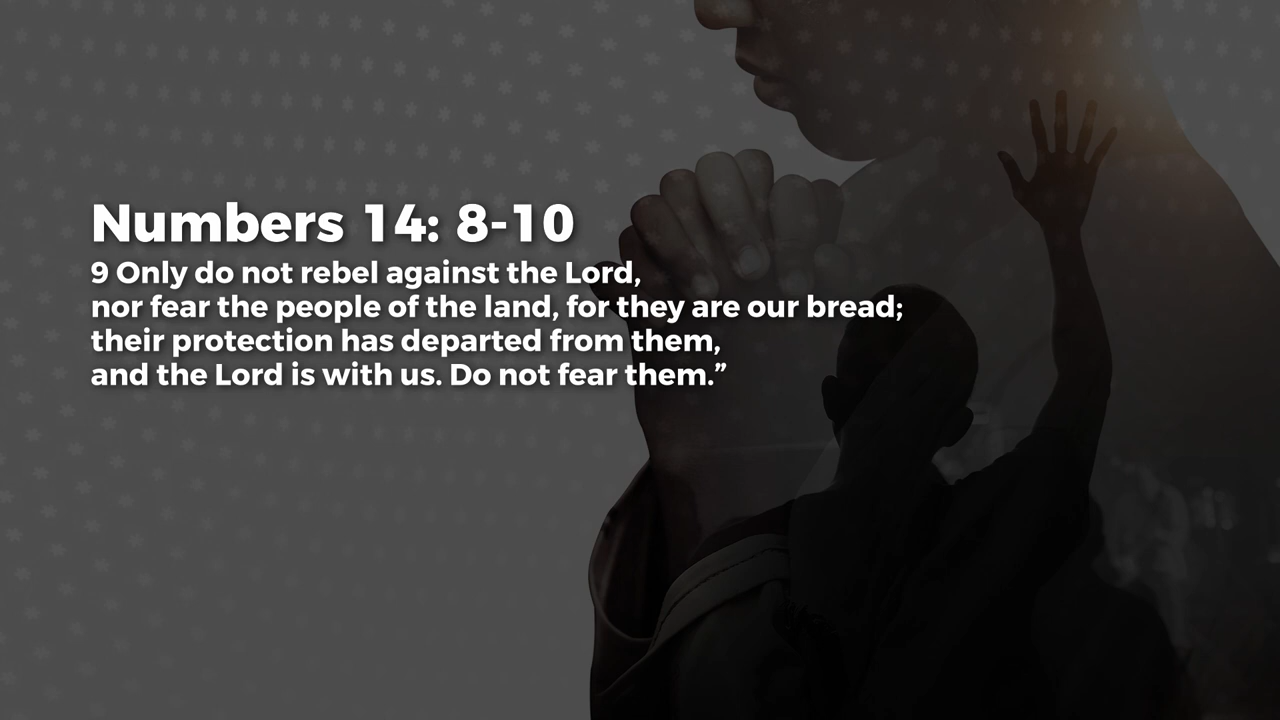 Numbers 14: 8-10
9 Only do not rebel against the Lord,
nor fear the people of the land, for they are our bread;
their protection has departed from them,
and the Lord is with us. Do not fear them.”